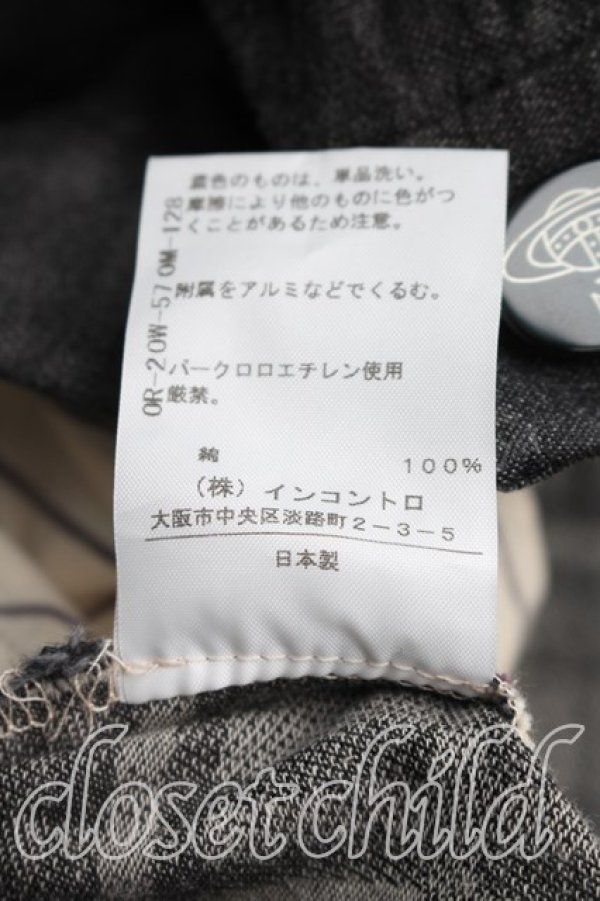 濃色のものは、単品洗い。
摩擦により他のものに色がつ
くことがあるため注意。
附属をアルミなどでくるむ。
パークロロエチレン使用
厳禁。
綿 100%
(株)インコントロ
大阪市中央区淡路町2-3-5
日本製
0R-20W-570M-128
closet child